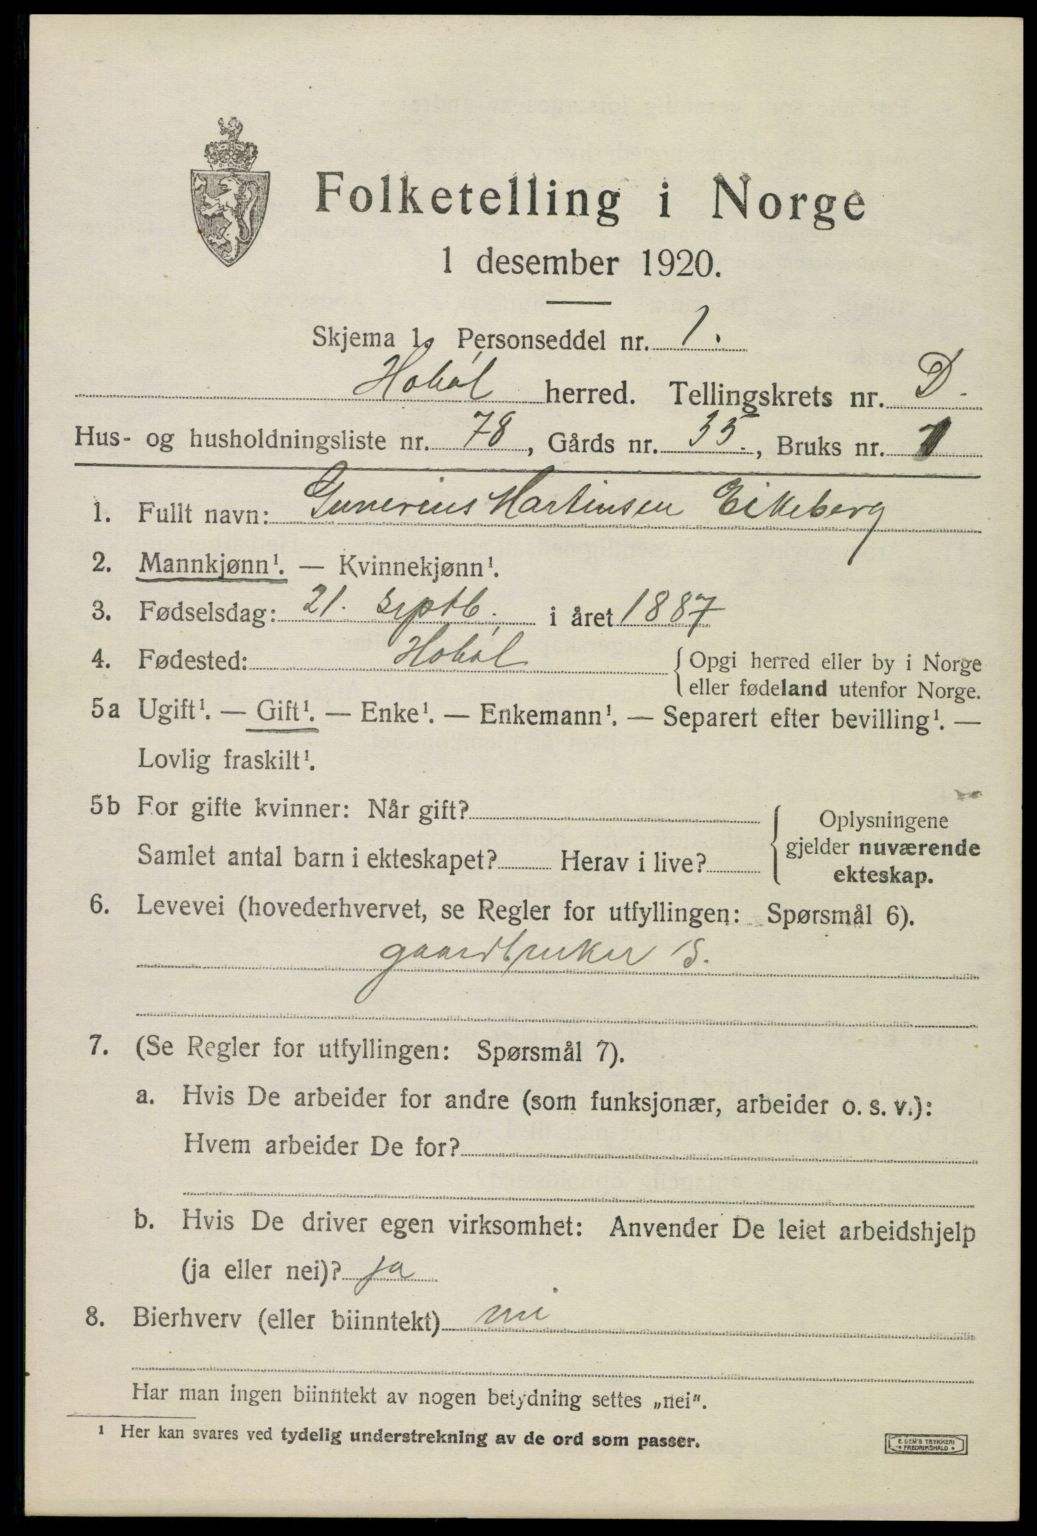 Folketelling i Norge
1 desember 1920.
Skjema 1. Personseddel nr. 1.
Hobøl herred. Tellingskrets nr. D.
Hus- og husholdningsliste nr. 78, Gårds nr. 35., Bruks nr. 1
1. Fullt navn: Gunerius Martinsen Eikeberg
2. Mannkjønn¹. — Kvinnekjønn¹.
3. Fødselsdag: 21. septb. i året 1887
4. Fødested: Hobøl { Opgi herred eller by i Norge
eller fødeland utenfor Norge.
5a Ugift¹. — Gift¹. — Enke¹. — Enkemann¹. — Separert efter bevilling¹. —
Lovlig fraskilt¹.
5b For gifte kvinner: Når gift?
Samlet antal barn i ekteskapet? Herav i live?
{ Oplysningene
gjelder nuværende
ekteskap.
6. Levevei (hovederhvervet, se Regler for utfyllingen: Spørsmål 6).
gaardbruker S.
7. (Se Regler for utfyllingen: Spørsmål 7).
a. Hvis De arbeider for andre (som funksjonær, arbeider o. s. v.):
Hvem arbeider De for?
b. Hvis De driver egen virksomhet: Anvender De leiet arbeidshjelp
(ja eller nei)? ja
8. Bierhverv (eller biinntekt) nei
Har man ingen biinntekt av nogen betydning settes „nei".
¹ Her kan svares ved tydelig understrekning av de ord som passer.
E. SEM'S TRYKKERI
• FREDRIKSHALD •